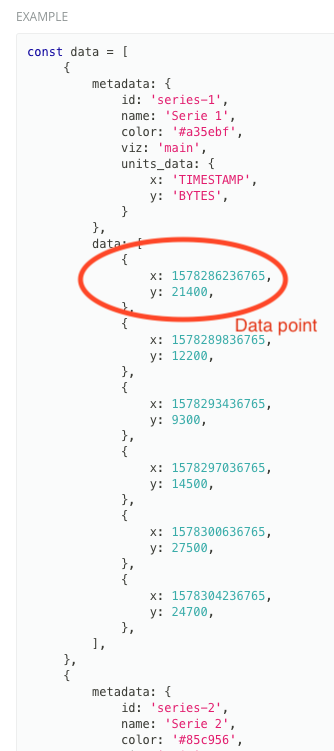 EXAMPLE
const data = [
{
metadata: {
id: 'series-1',
name: 'Serie 1',
color: '#a35ebf',
viz: 'main',
units_data: {
x: 'TIMESTAMP',
y: 'BYTES',
}
},
data: [
{
x: 1578286236765,
y: 21400,
},
Data point
{
x: 1578289836765,
y: 12200,
},
{
x: 1578293436765,
y: 9300,
},
{
x: 1578297036765,
y: 14500,
},
{
x: 1578300636765,
y: 27500,
},
{
x: 1578304236765,
y: 24700,
},
],
},
{
metadata: {
id: 'series-2',
name: 'Serie 2',
color: '#85c956',